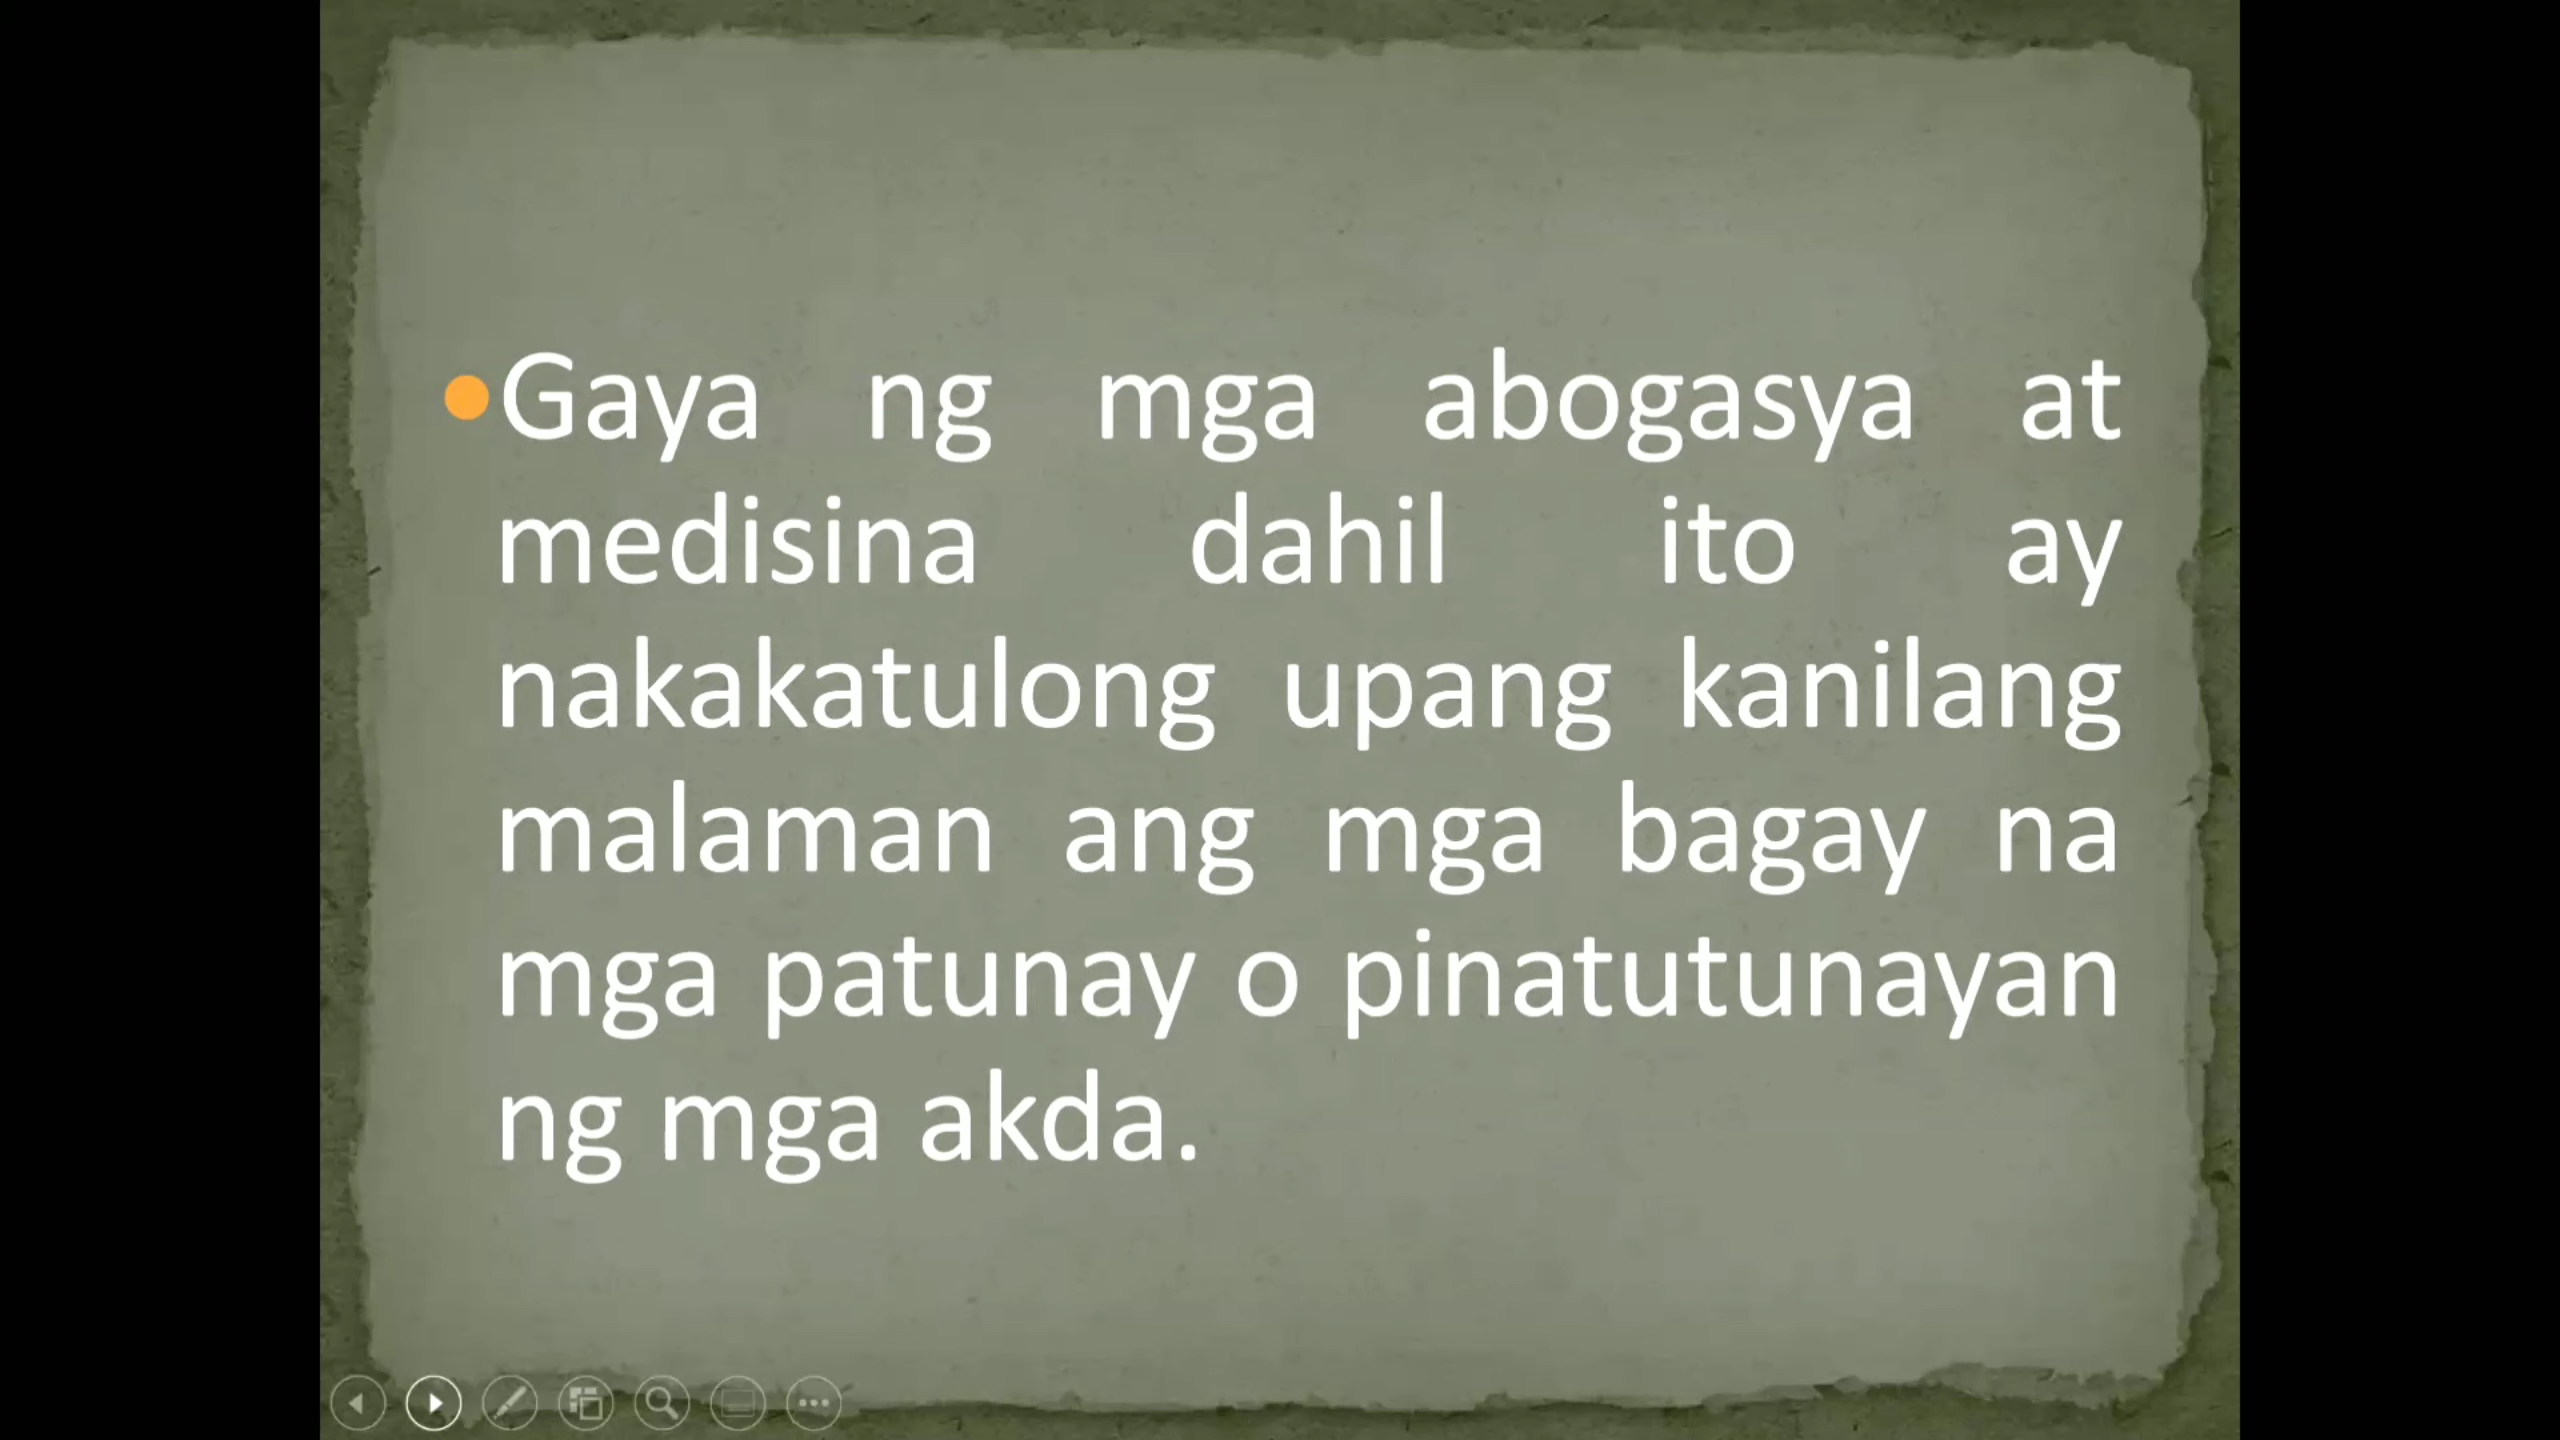 •Gaya ng mga abogasya at
medisina dahil ito ay
nakakatulong upang kanilang
malaman ang mga bagay na
mga patunay o pinatutunayan
ng mga akda.